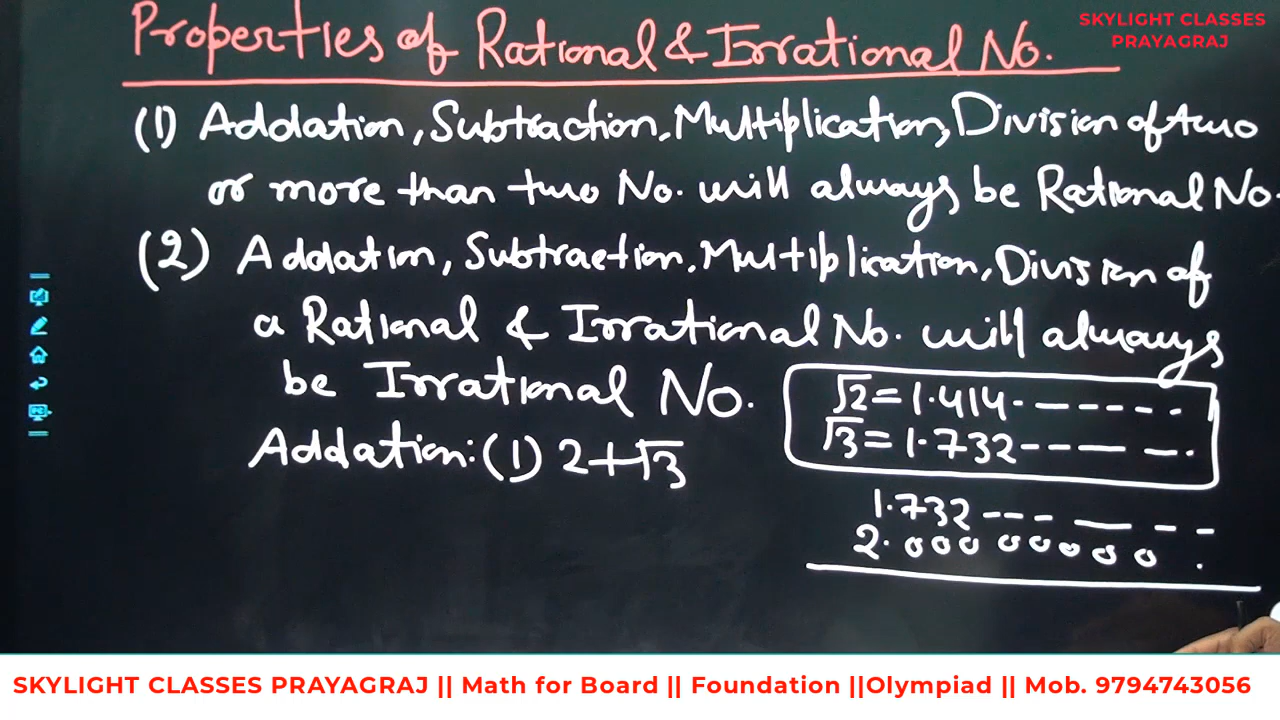 SKYLIGHT CLASSES
PRAYAGRAJ
Properties of Rational & Irrational No.
(1) Addation, Subtraction, Multiplication, Division of two
or more than two No. will always be Rational No.
(2) Addation, Subtraction, Multiplication, Division of
a Rational & Irrational No. will always
be Irrational No.
√2 = 1.414 - - - - - -
√3 = 1.732 - - - - - -
Addation: (1) 2+√3
1.732 - - - - - -
2.00000000 .
SKYLIGHT CLASSES PRAYAGRAJ || Math for Board || Foundation ||Olympiad || Mob. 9794743056